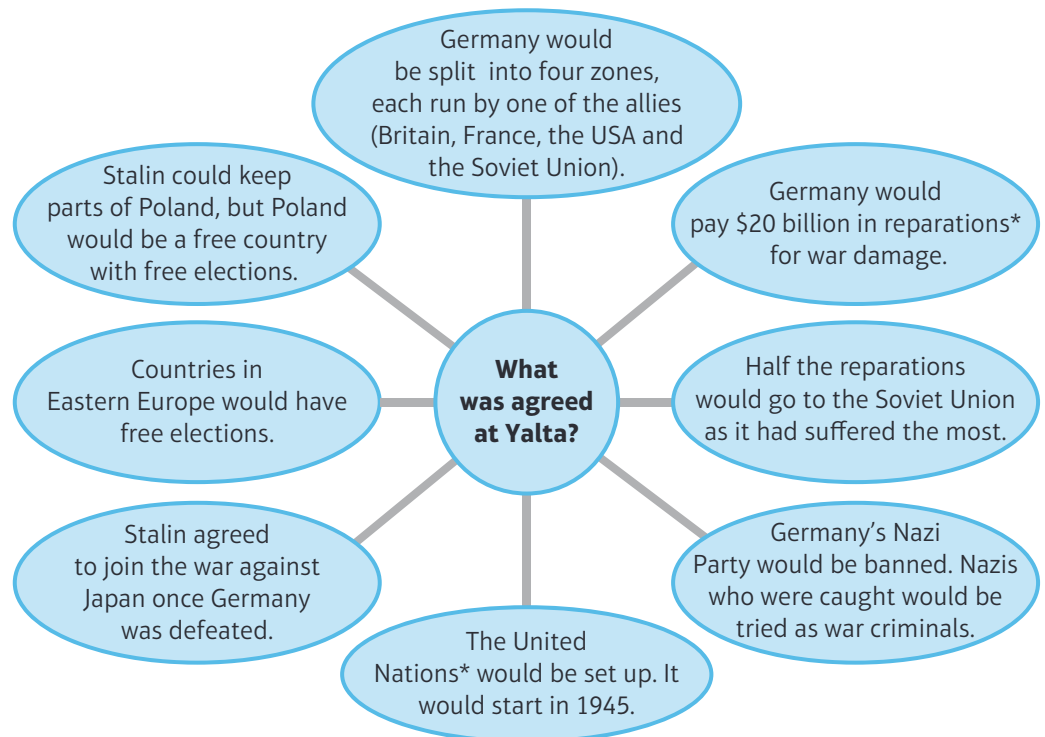 Germany would
be split into four zones,
each run by one of the allies
(Britain, France, the USA and
the Soviet Union).
Stalin could keep
parts of Poland, but Poland
would be a free country
with free elections.
Germany would
pay $20 billion in reparations*
for war damage.
Countries in
Eastern Europe would have
free elections.
What
was agreed
at Yalta?
Half the reparations
would go to the Soviet Union
as it had suffered the most.
Stalin agreed
to join the war against
Japan once Germany
was defeated.
The United
Nations* would be set up. It
would start in 1945.
Germany’s Nazi
Party would be banned. Nazis
who were caught would be
tried as war criminals.